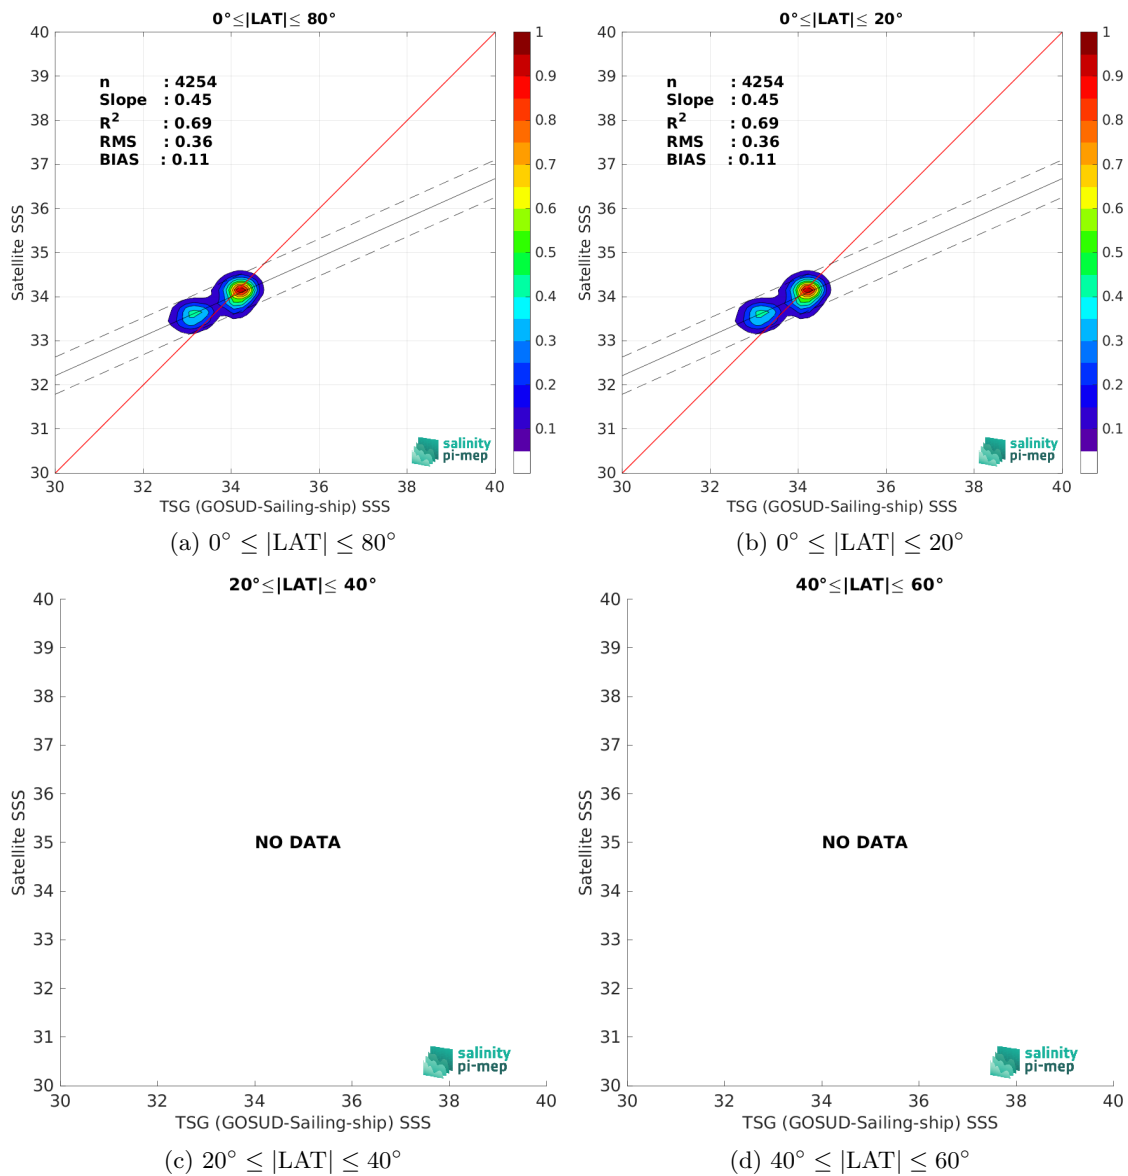 0°≤|LAT|≤ 80°
Satellite SSS
40
39
38
37
36
35
34
33
32
31
30
n : 4254
Slope : 0.45
R² : 0.69
RMS : 0.36
BIAS : 0.11
1
0.9
0.8
0.7
0.6
0.5
0.4
0.3
0.2
0.1
salinity
pi-mep
30 32 34 36 38 40
TSG (GOSUD-Sailing-ship) SSS
(a) 0° ≤ |LAT| ≤ 80°
0°≤|LAT|≤ 20°
Satellite SSS
40
39
38
37
36
35
34
33
32
31
30
n : 4254
Slope : 0.45
R² : 0.69
RMS : 0.36
BIAS : 0.11
1
0.9
0.8
0.7
0.6
0.5
0.4
0.3
0.2
0.1
salinity
pi-mep
30 32 34 36 38 40
TSG (GOSUD-Sailing-ship) SSS
(b) 0° ≤ |LAT| ≤ 20°
20°≤|LAT|≤ 40°
Satellite SSS
40
39
38
37
36
35
34
33
32
31
30
NO DATA
salinity
pi-mep
30 32 34 36 38 40
TSG (GOSUD-Sailing-ship) SSS
(c) 20° ≤ |LAT| ≤ 40°
40°≤|LAT|≤ 60°
Satellite SSS
40
39
38
37
36
35
34
33
32
31
30
NO DATA
salinity
pi-mep
30 32 34 36 38 40
TSG (GOSUD-Sailing-ship) SSS
(d) 40° ≤ |LAT| ≤ 60°